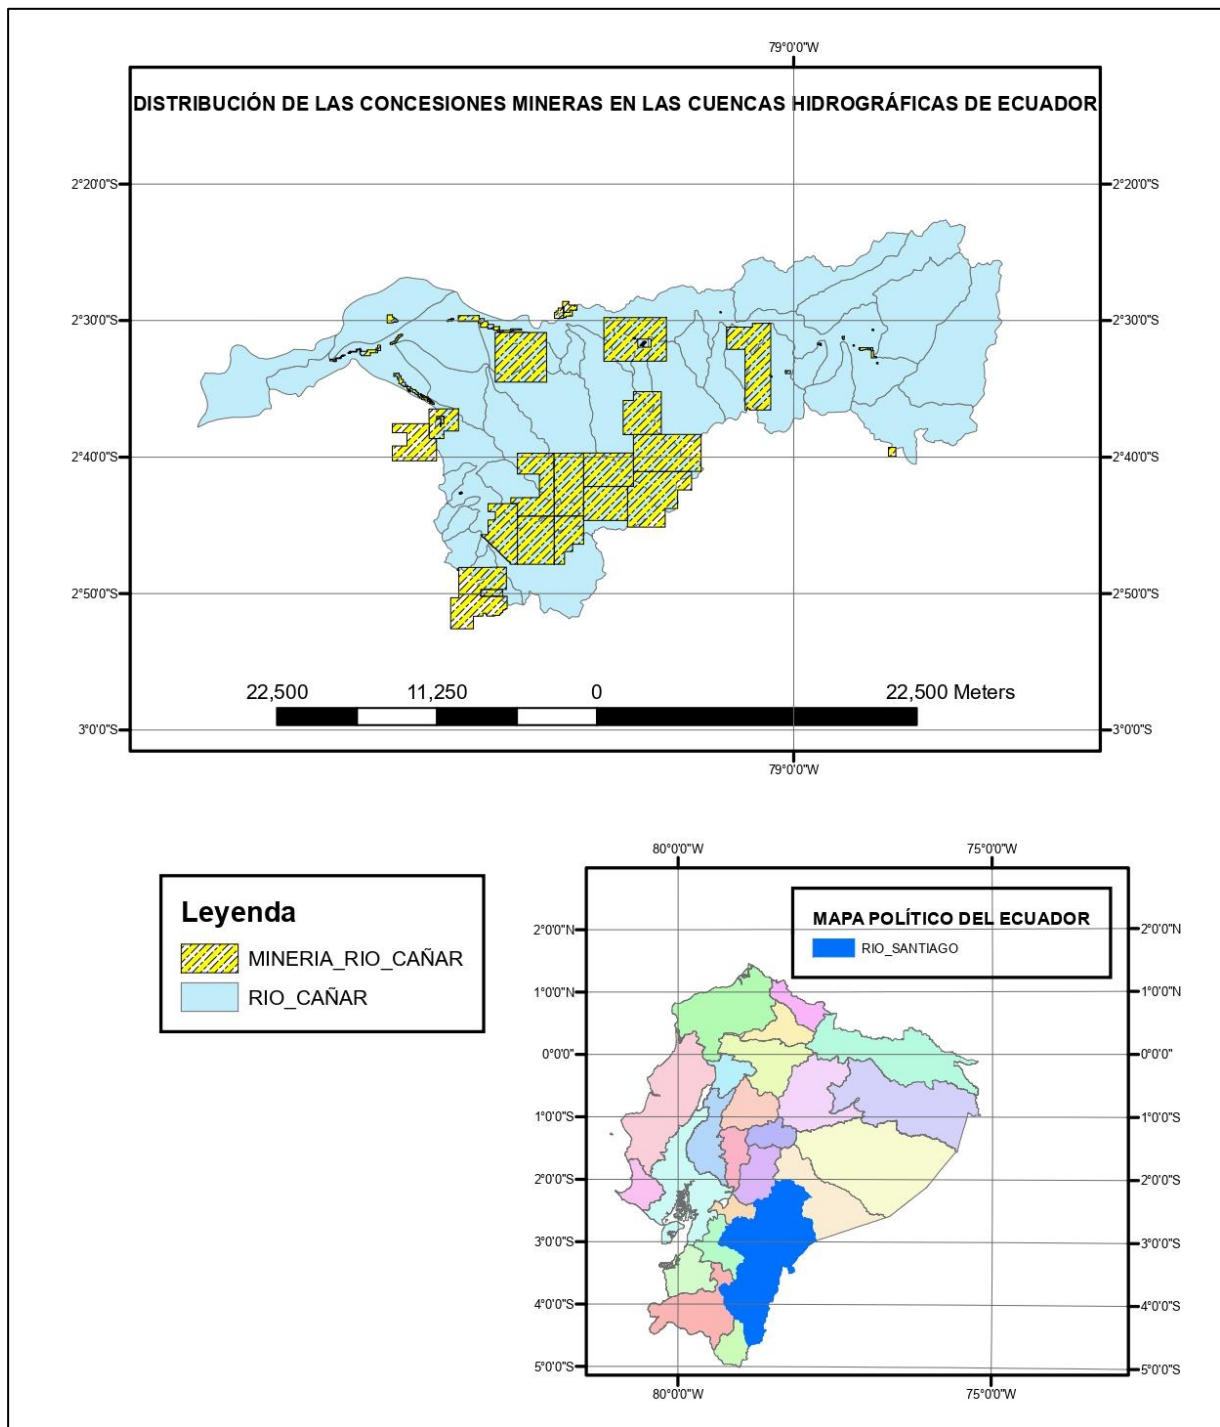 79°0'0"W
DISTRIBUCIÓN DE LAS CONCESIONES MINERAS EN LAS CUENCAS HIDROGRÁFICAS DE ECUADOR
2°20'0"S 2°20'0"S
2°30'0"S 2°30'0"S
2°40'0"S 2°40'0"S
2°50'0"S 2°50'0"S
22,500 11,250 0 22,500 Meters
3°0'0"S 3°0'0"S
79°0'0"W
80°0'0"W 75°0'0"W
Leyenda
MINERIA_RIO_CAÑAR
RIO_CAÑAR
MAPA POLÍTICO DEL ECUADOR
RIO_SANTIAGO
2°0'0"N 2°0'0"N
1°0'0"N 1°0'0"N
0°0'0" 0°0'0"
1°0'0"S 1°0'0"S
2°0'0"S 2°0'0"S
3°0'0"S 3°0'0"S
4°0'0"S 4°0'0"S
5°0'0"S 5°0'0"S
80°0'0"W 75°0'0"W